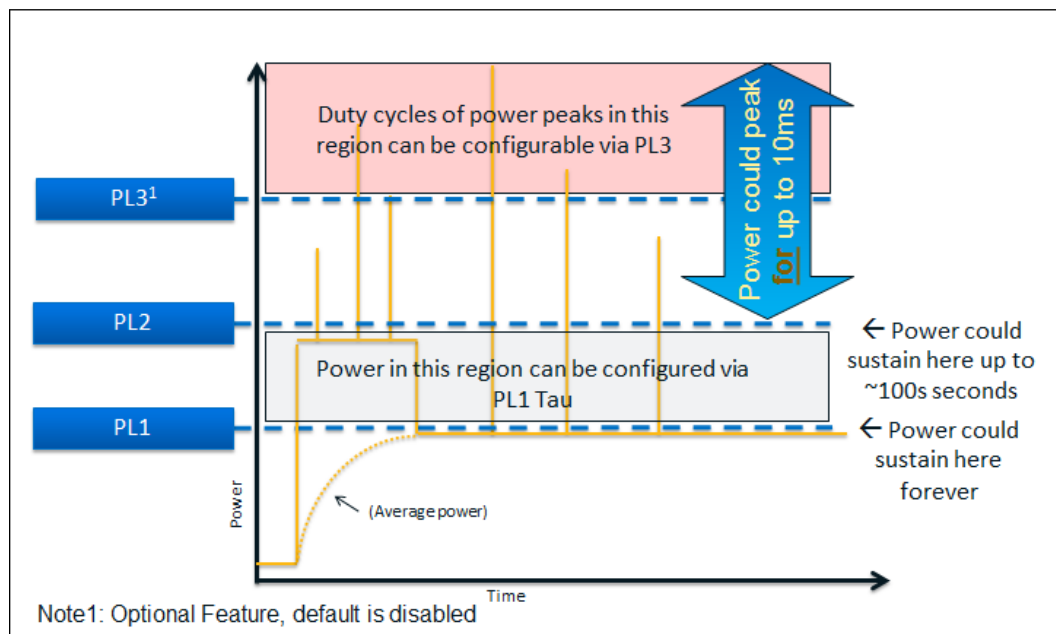 Duty cycles of power peaks in this
region can be configurable via PL3
Power could peak
for up to 10ms
PL3¹
PL2
← Power could
sustain here up to
~100s seconds
Power in this region can be configured via
PL1 Tau
PL1
← Power could
sustain here
forever
Power
(Average power)
Time
Note1: Optional Feature, default is disabled